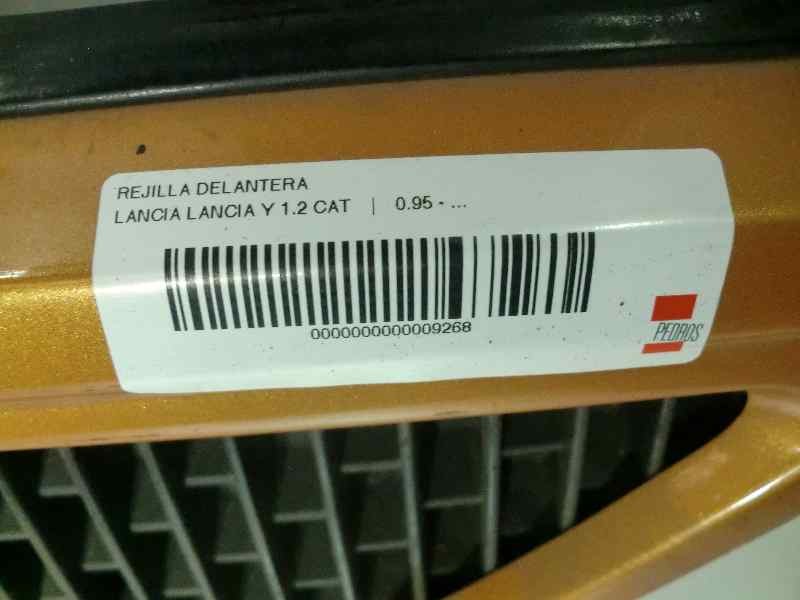 REJILLA DELANTERA
LANCIA LANCIA Y 1.2 CAT | 0.95 - ...
0000000000009268
PEDROS